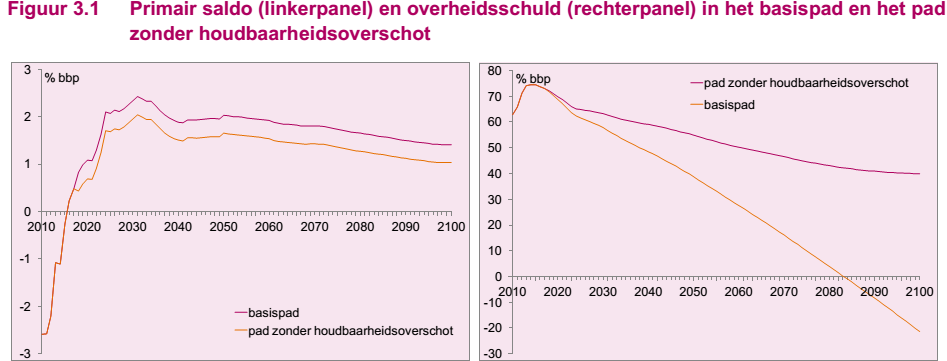 Figuur 3.1 Primair saldo (linkerpanel) en overheidsschuld (rechterpanel) in het basispad en het pad
zonder houdbaarheidsoverschot
3
% bbp
2
1
0
2010 2020 2030 2040 2050 2060 2070 2080 2090 2100
-1
-2
basispad
pad zonder houdbaarheidsoverschot
-3
80
% bbp
pad zonder houdbaarheidsoverschot
70
basispad
60
50
40
30
20
10
0
2010 2020 2030 2040 2050 2060 2070 2080 2090 2100
-10
-20
-30